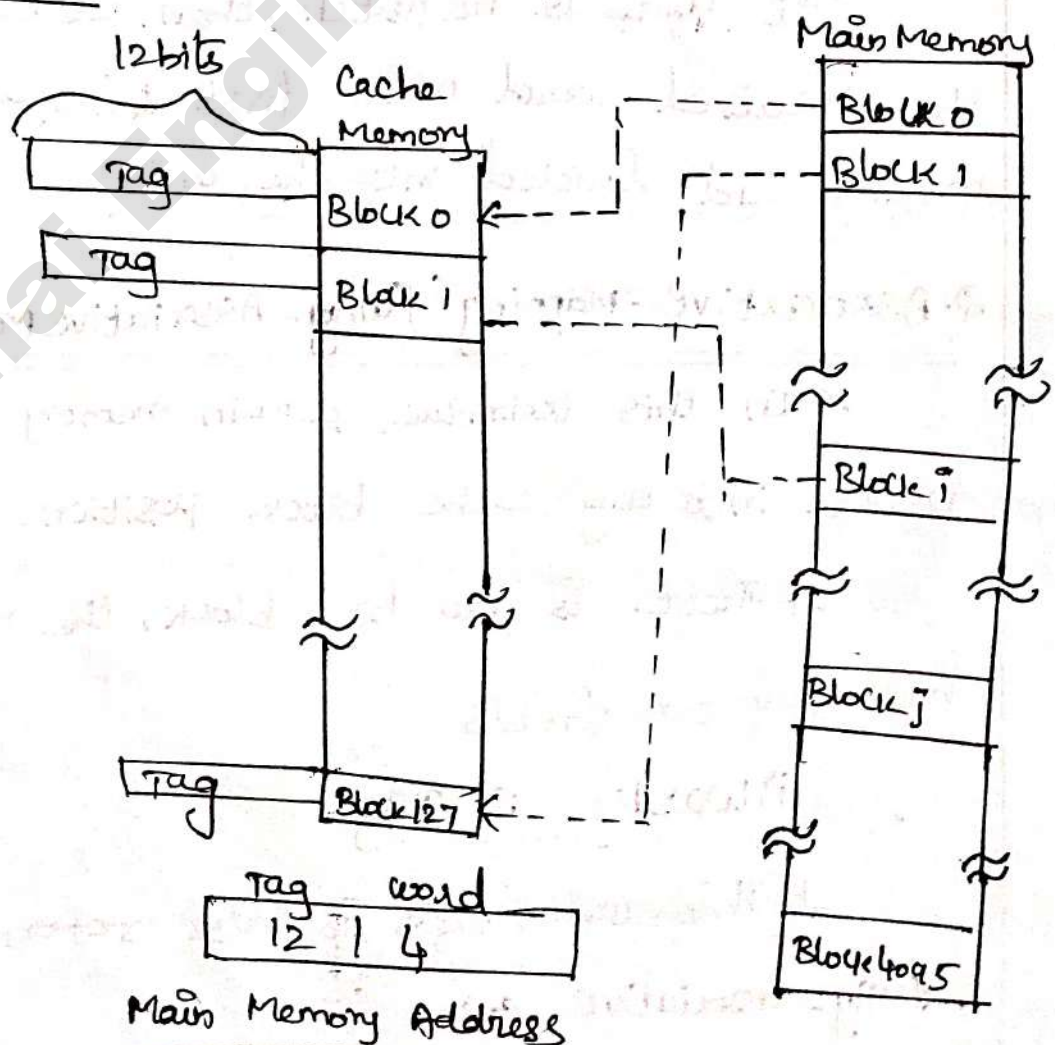 12bits
Cache
Memory
Main Memory
Tag
Block 0
Tag
Block 1
Tag
Block 127
Block 0
Block 1
Block i
Block j
Block 4095
Tag word
12 | 4
Main Memory Address